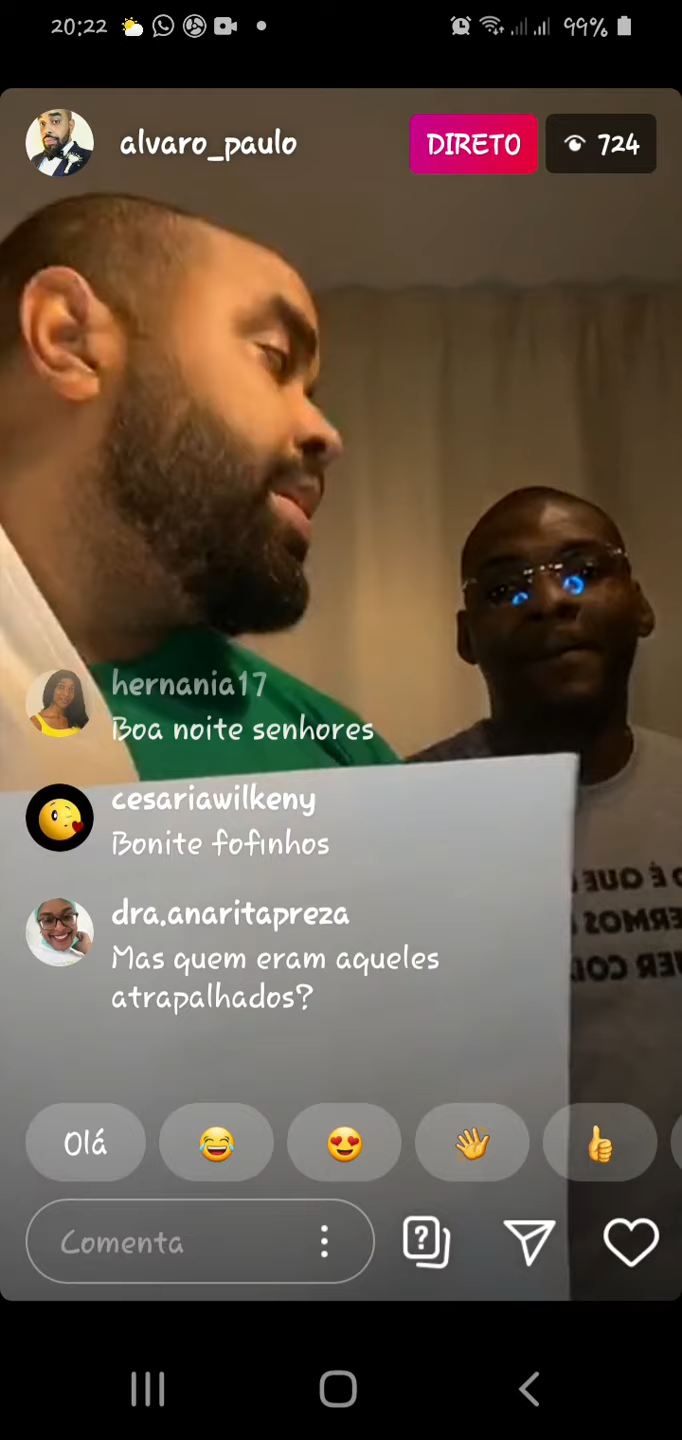 20:22
99%
alvaro_paulo
DIRETO
724
hernania17
Boa noite senhores
cesariawilkeny
Bonite fofinhos
dra.anaritapreza
Mas quem eram aqueles
atrapalhados?
É QUE
Olá
Comenta